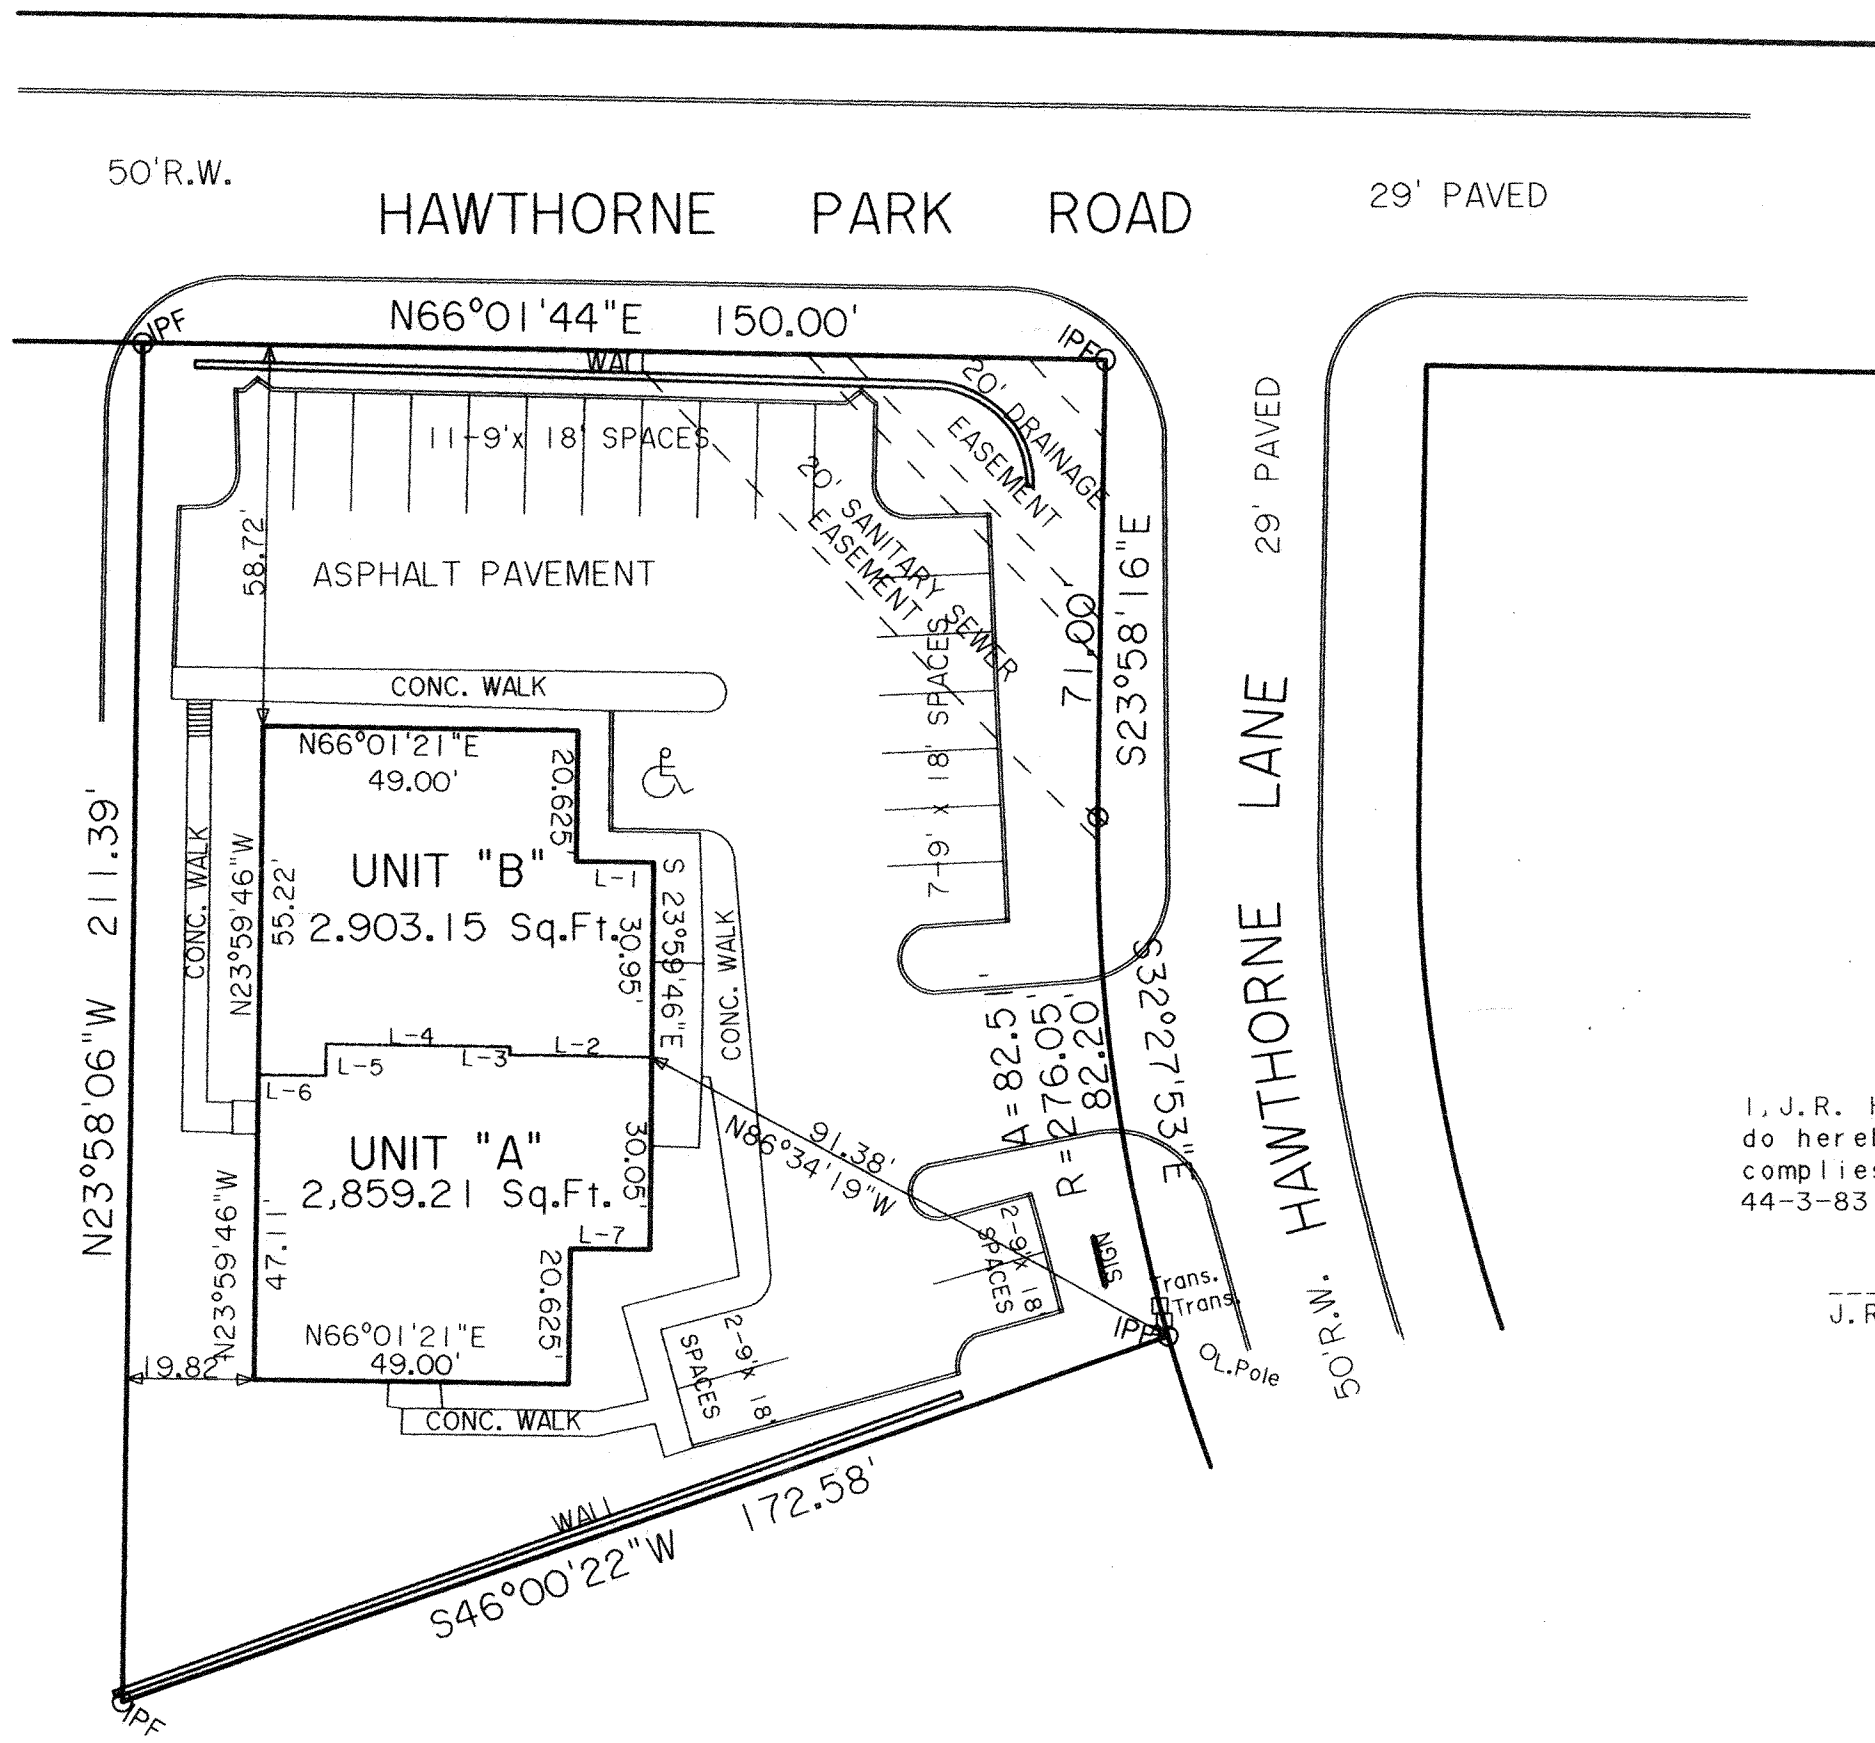 50'R.W.
HAWTHORNE PARK ROAD
29' PAVED
N66°01'44"E 150.00'
IPF
IPF
WALL
11-9'x 18' SPACES
20' DRAINAGE
EASEMENT
20' SANITARY SEWER
EASEMENT
58.72'
ASPHALT PAVEMENT
29' PAVED
S23°58'16"E
71.00'
7-9' x 18' SPACES
CONC. WALK
N66°01'21"E
49.00'
20.625'
UNIT "B"
2.903.15 Sq.Ft.
L-1
S 23°59'46"E
30.95'
CONC. WALK
CONC. WALK
N23°59'46"W
55.22'
N23°58'06"W 211.39'
HAWTHORNE LANE
S32°27'53"E
A=82.51'
R=276.05'
82.20'
L-4
L-2
L-3
L-5
L-6
UNIT "A"
2,859.21 Sq.Ft.
30.05'
91.38'
N86°34'19"W
L-7
20.625'
N23°59'46"W
47.11'
N66°01'21"E
49.00'
19.82'
2-9'x 18'
SPACES
SIGN
Trans.
Trans.
IPF
L.Pole
50'R.W.
2-9'x 18'
SPACES
CONC. WALK
WALL
S46°00'22"W 172.58'
IPF
I, J.R.
do here
complies
44-3-83
J.R